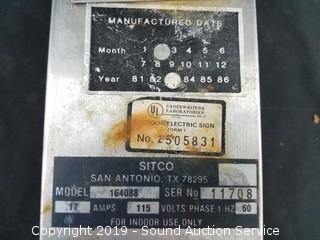 MANUFACTURED DATE
Month 1 3 4 5 6
7 8 9 10 11 12
Year 81 82 84 85 86
UL UNDERWRITERS
LABORATORIES
ELECTRIC SIGN
No. 2505831
SITCO
SAN ANTONIO, TX 78295
MODEL 164088 SER No 11708
.17 AMPS 115 VOLTS PHASE 1 HZ 60
FOR INDOOR USE ONLY
Copyright 2019 - Sound Auction Service